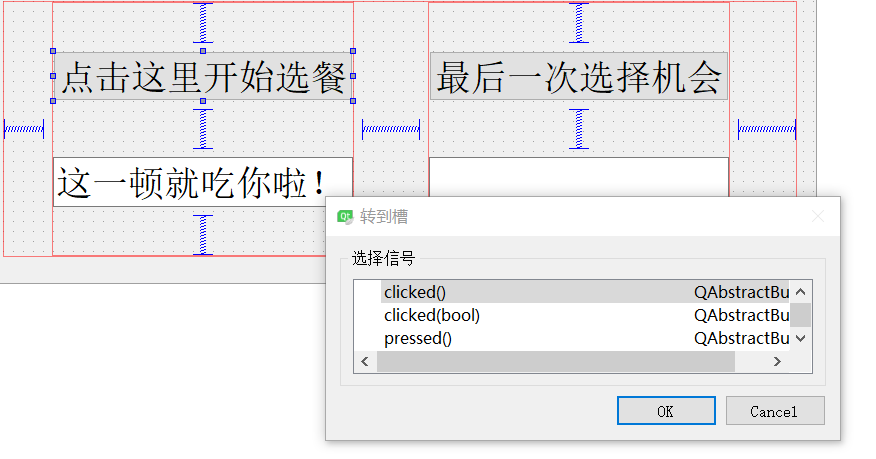 点击这里开始选餐
最后一次选择机会
这一顿就吃你啦!
Qt 转到槽
选择信号
clicked() QAbstractBu
clicked(bool) QAbstractBu
pressed() QAbstractBu
OK Cancel